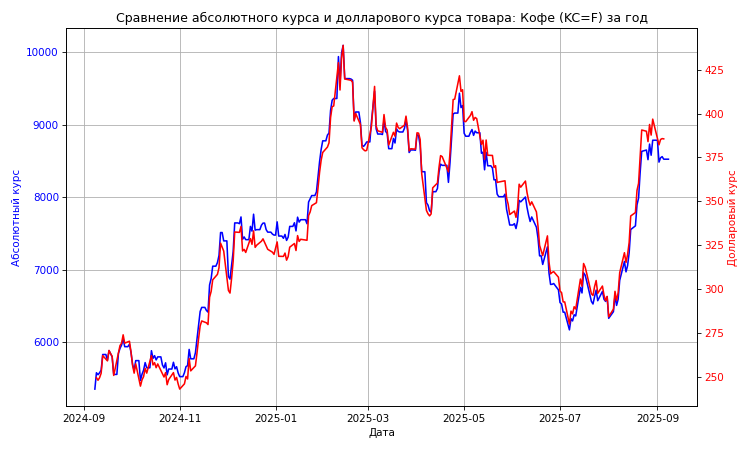 Сравнение абсолютного курса и долларового курса товара: Кофе (KC=F) за год
Абсолютный курс
10000
9000
8000
7000
6000
425
400
375
350
325
300
275
250
Долларовый курс
2024-09 2024-11 2025-01 2025-03 2025-05 2025-07 2025-09
Дата